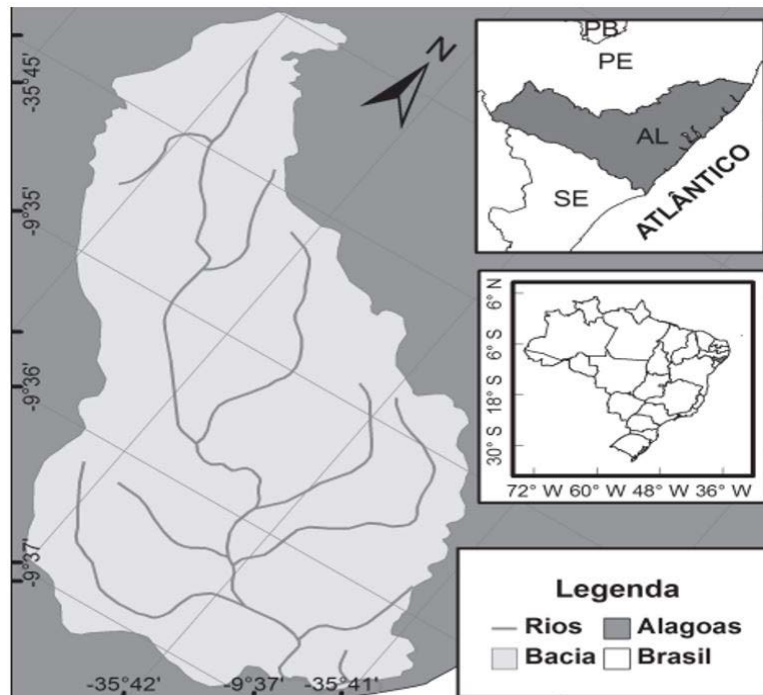 -35°45'
-9°35'
-9°36'
-9°37'
-35°42' -9°37' -35°41'
N
PB
PE
AL
SE
ATLÂNTICO
6° N
6° S
18° S
30° S
72° W 60° W 48° W 36° W
Legenda
Rios Alagoas
Bacia Brasil